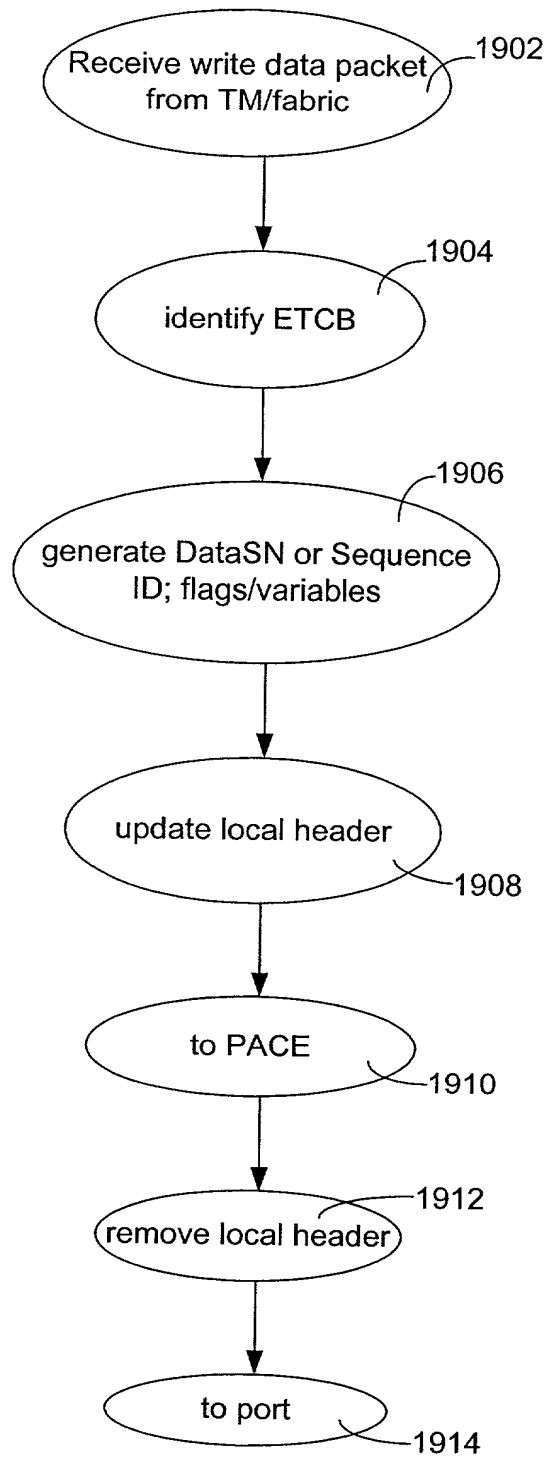 1902
Receive write data packet
from TM/fabric
1904
identify ETCB
1906
generate DataSN or Sequence
ID; flags/variables
update local header
1908
to PACE
1910
1912
remove local header
to port
1914